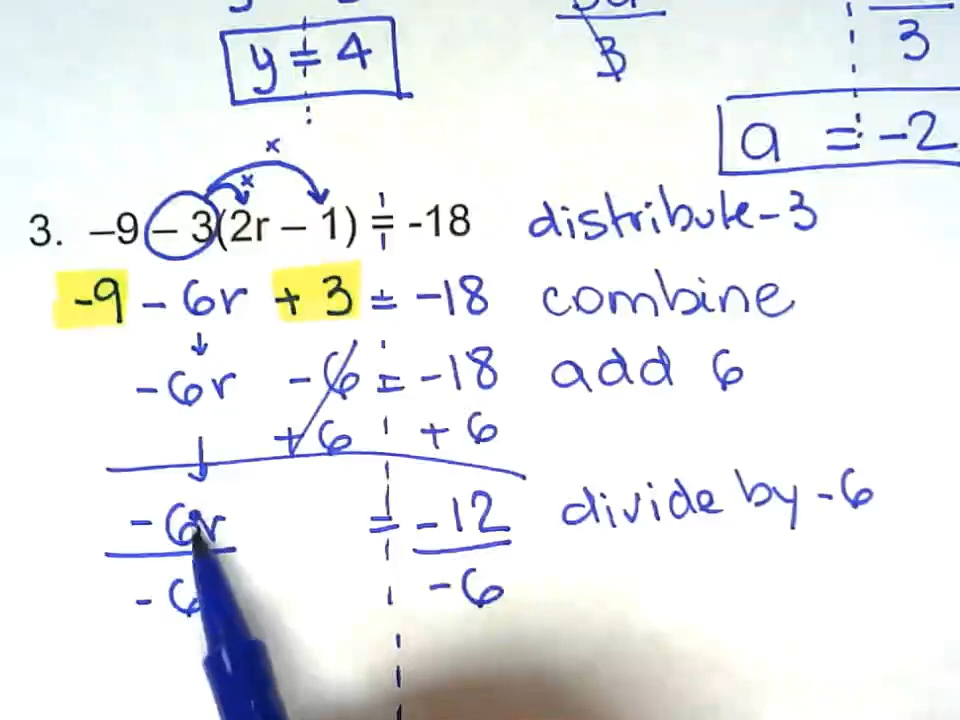 y = 4
3
3
a = -2
3. –9 – 3(2r – 1) = -18 distribute -3
x
x
-9 - 6r + 3 = -18 combine
-6r - 6 = -18 add 6
+6 +6
-6r = -12 divide by -6
-6 -6